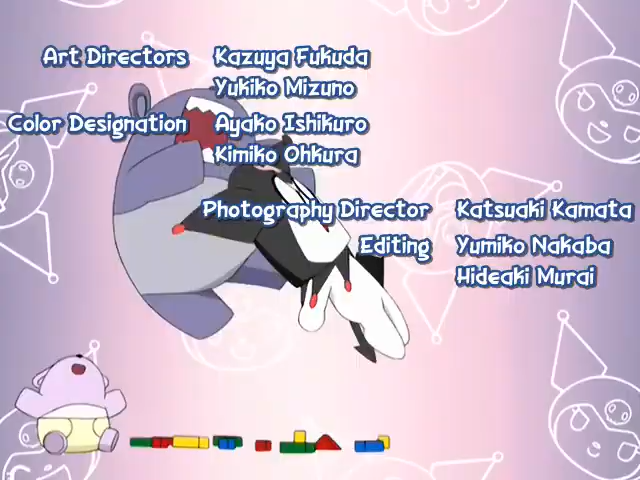 Art Directors Kazuya Fukuda
Yukiko Mizuno
Color Designation Ayako Ishikuro
Kimiko Ohkura
Photography Director Katsuaki Kamata
Editing Yumiko Nakaba
Hideaki Murai